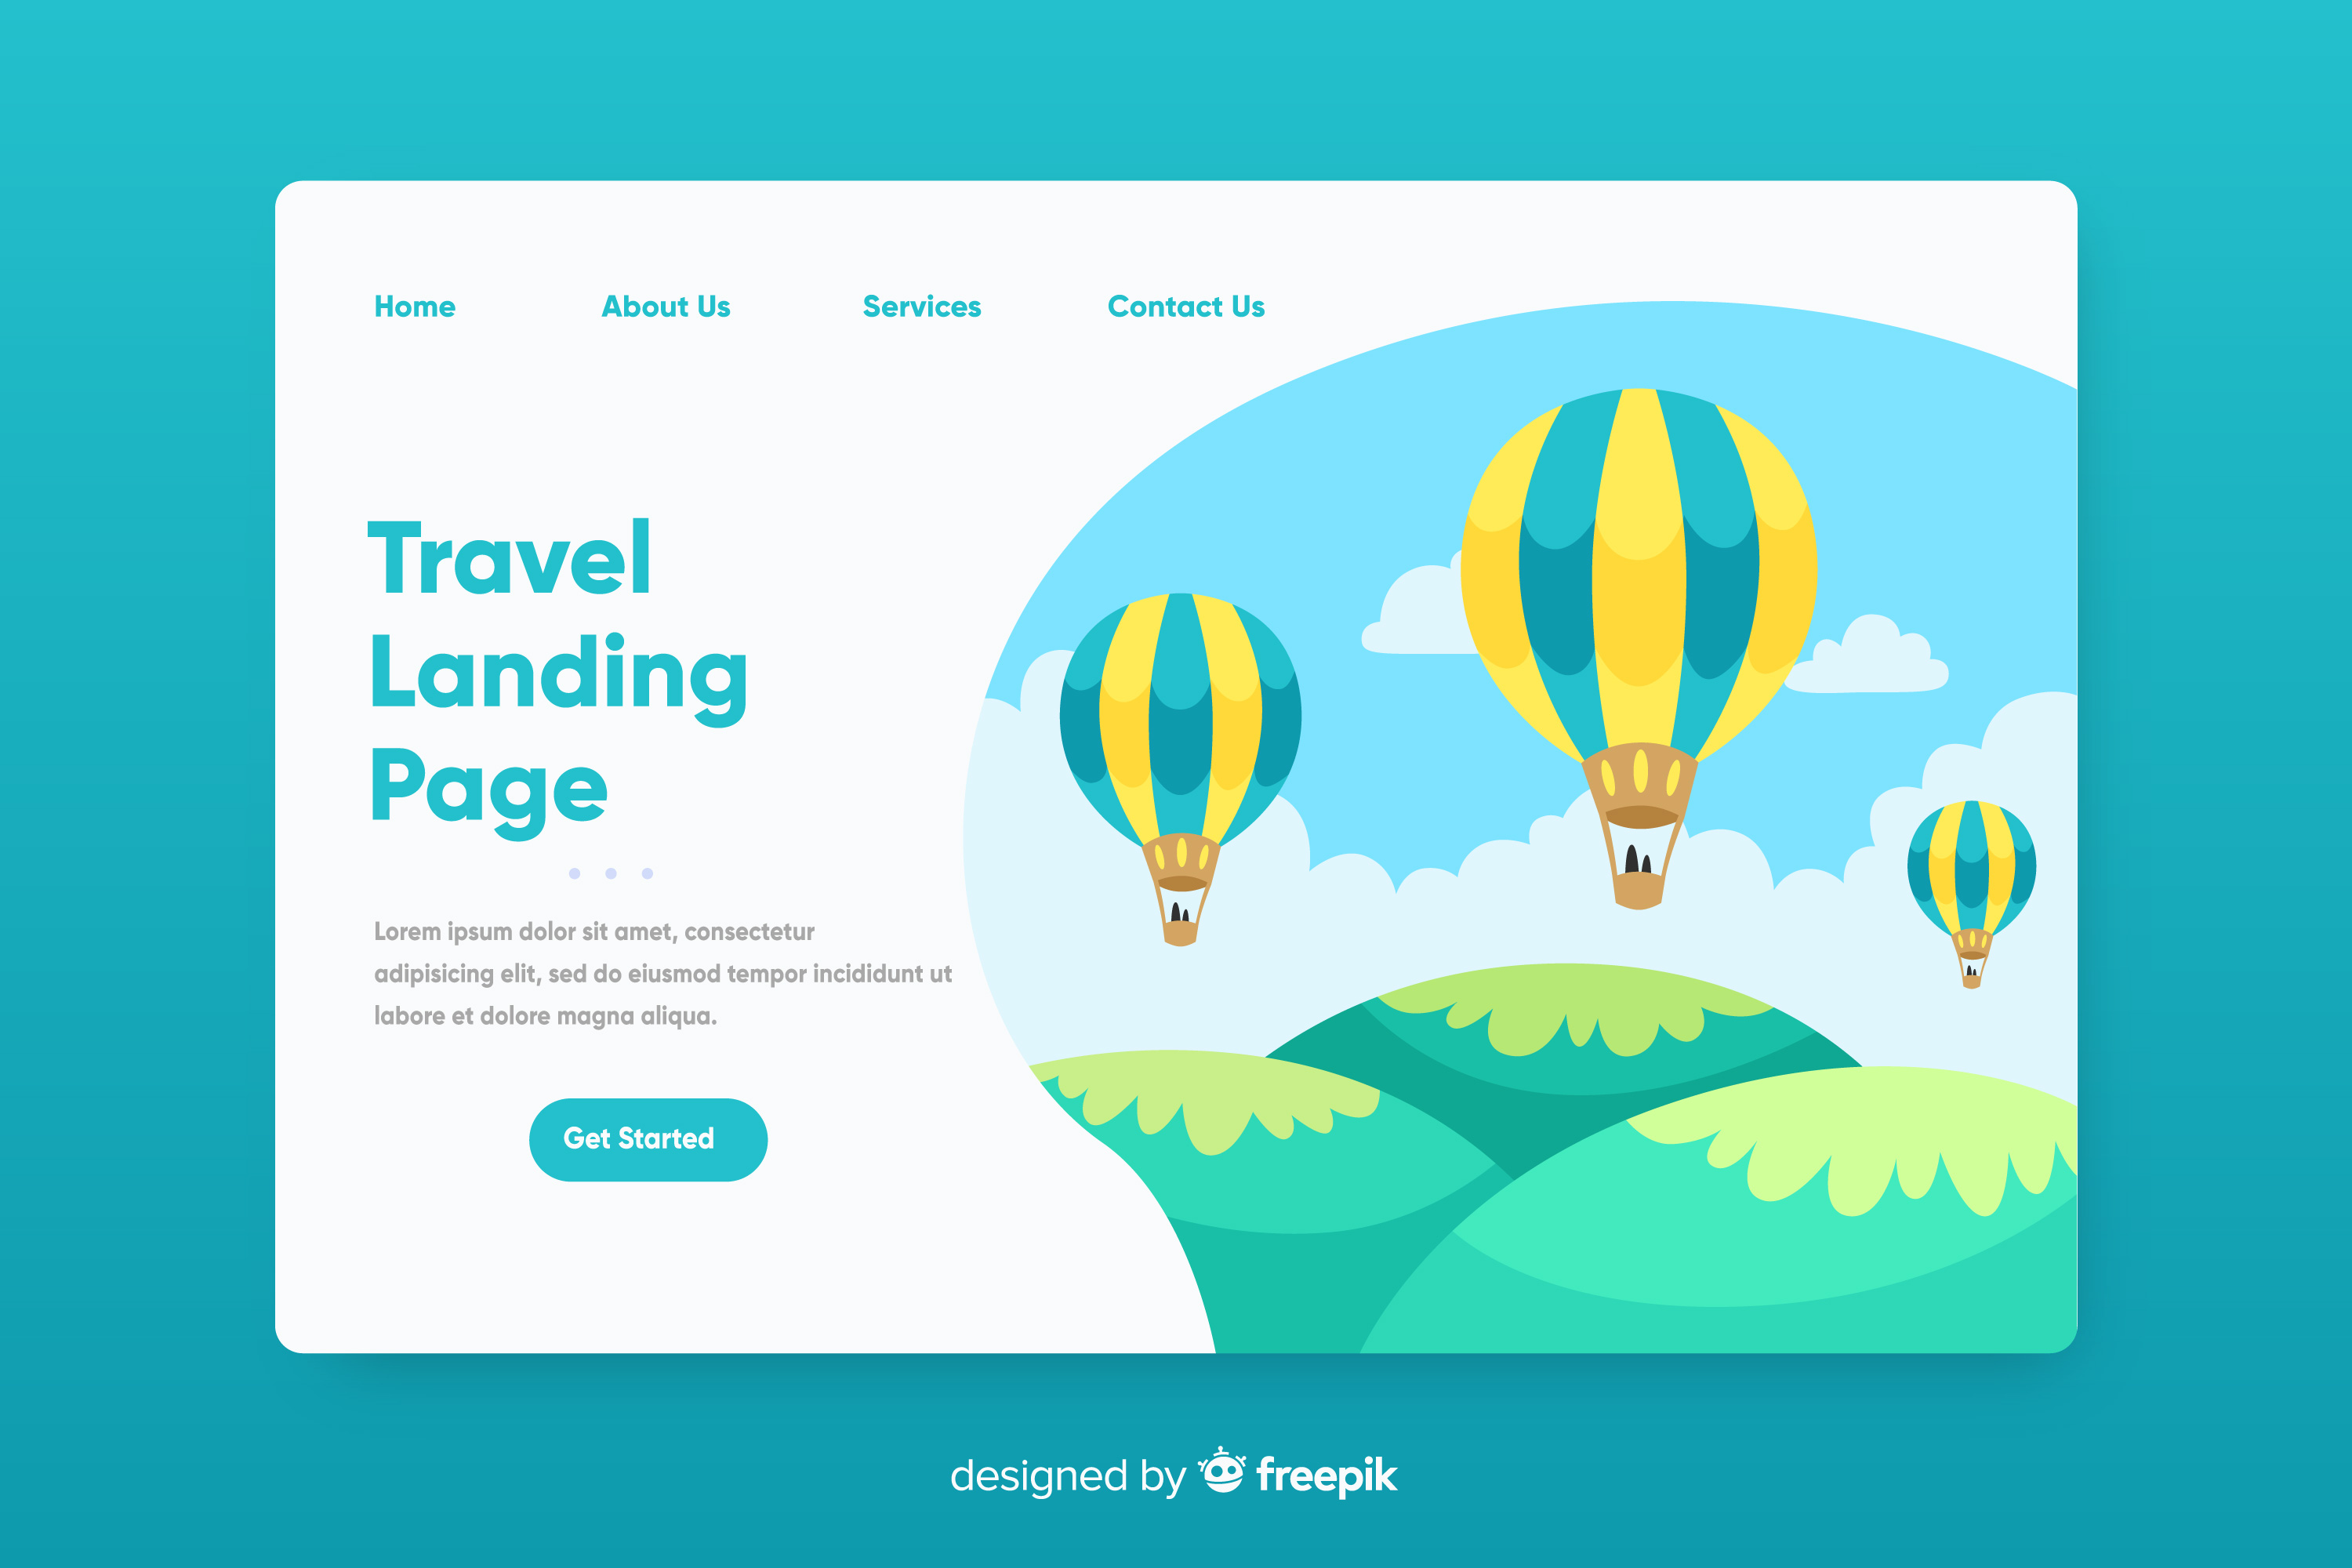 Home About Us Services Contact Us
Travel
Landing
Page
Lorem ipsum dolor sit amet, consectetur
adipisicing elit, sed do eiusmod tempor incididunt ut
labore et dolore magna aliqua.
Get Started
designed by freepik